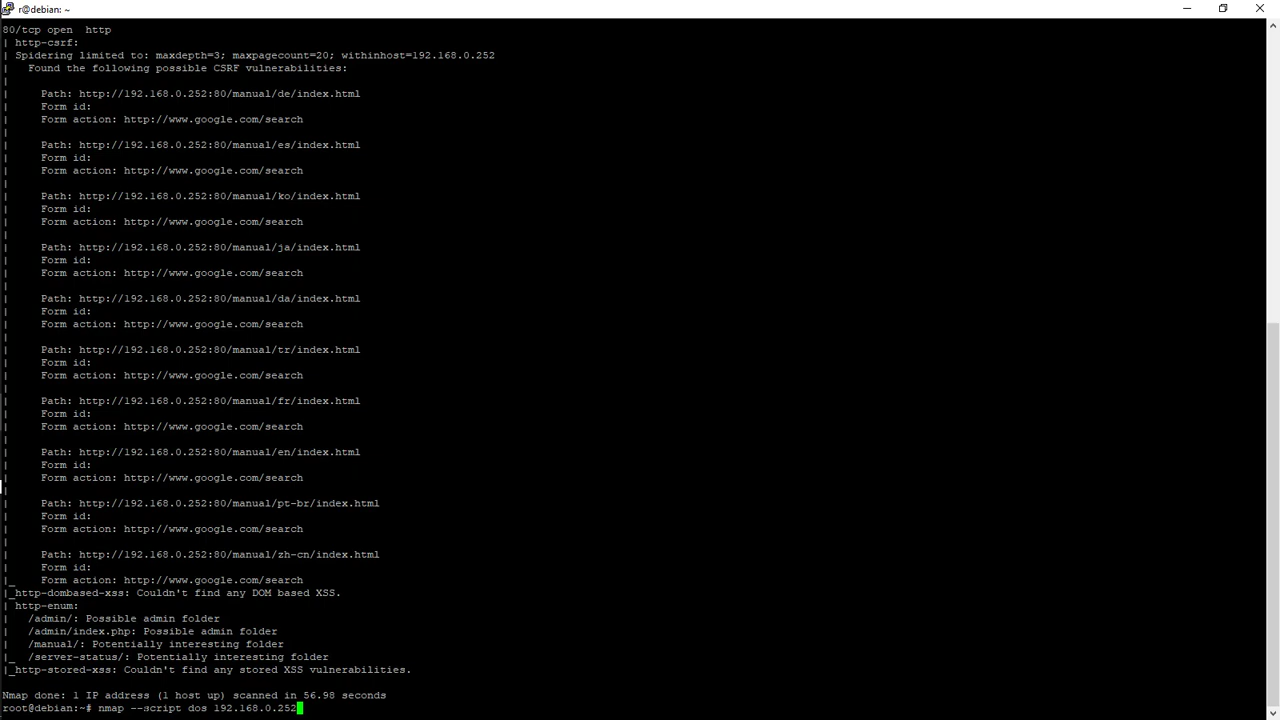 r@debian: ~
80/tcp open  http
| http-csrf:
| Spidering limited to: maxdepth=3; maxpagecount=20; withinhost=192.168.0.252
|   Found the following possible CSRF vulnerabilities:
|
|     Path: http://192.168.0.252:80/manual/de/index.html
|     Form id:
|     Form action: http://www.google.com/search
|
|     Path: http://192.168.0.252:80/manual/es/index.html
|     Form id:
|     Form action: http://www.google.com/search
|
|     Path: http://192.168.0.252:80/manual/ko/index.html
|     Form id:
|     Form action: http://www.google.com/search
|
|     Path: http://192.168.0.252:80/manual/ja/index.html
|     Form id:
|     Form action: http://www.google.com/search
|
|     Path: http://192.168.0.252:80/manual/da/index.html
|     Form id:
|     Form action: http://www.google.com/search
|
|     Path: http://192.168.0.252:80/manual/tr/index.html
|     Form id:
|     Form action: http://www.google.com/search
|
|     Path: http://192.168.0.252:80/manual/fr/index.html
|     Form id:
|     Form action: http://www.google.com/search
|
|     Path: http://192.168.0.252:80/manual/en/index.html
|     Form id:
|     Form action: http://www.google.com/search
|
|     Path: http://192.168.0.252:80/manual/pt-br/index.html
|     Form id:
|     Form action: http://www.google.com/search
|
|     Path: http://192.168.0.252:80/manual/zh-cn/index.html
|     Form id:
|_    Form action: http://www.google.com/search
|_http-dombased-xss: Couldn't find any DOM based XSS.
| http-enum:
|   /admin/: Possible admin folder
|   /admin/index.php: Possible admin folder
|   /manual/: Potentially interesting folder
|_  /server-status/: Potentially interesting folder
|_http-stored-xss: Couldn't find any stored XSS vulnerabilities.
Nmap done: 1 IP address (1 host up) scanned in 56.98 seconds
root@debian:~# nmap --script dos 192.168.0.252